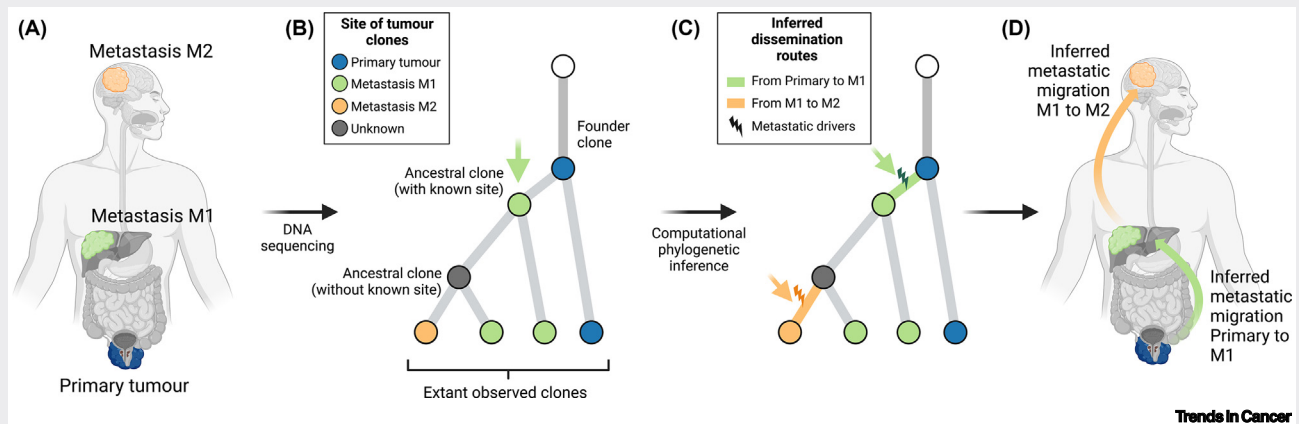 (A)
Metastasis M2
Metastasis M1
Primary tumour
DNA
sequencing
(B)
Site of tumour
clones
Primary tumour
Metastasis M1
Metastasis M2
Unknown
Founder
clone
Ancestral clone
(with known site)
Ancestral clone
(without known site)
Extant observed clones
Computational
phylogenetic
inference
(C)
Inferred
dissemination
routes
From Primary to M1
From M1 to M2
Metastatic drivers
(D)
Inferred
metastatic
migration
M1 to M2
Inferred
metastatic
migration
Primary to
M1
Trends in Cancer